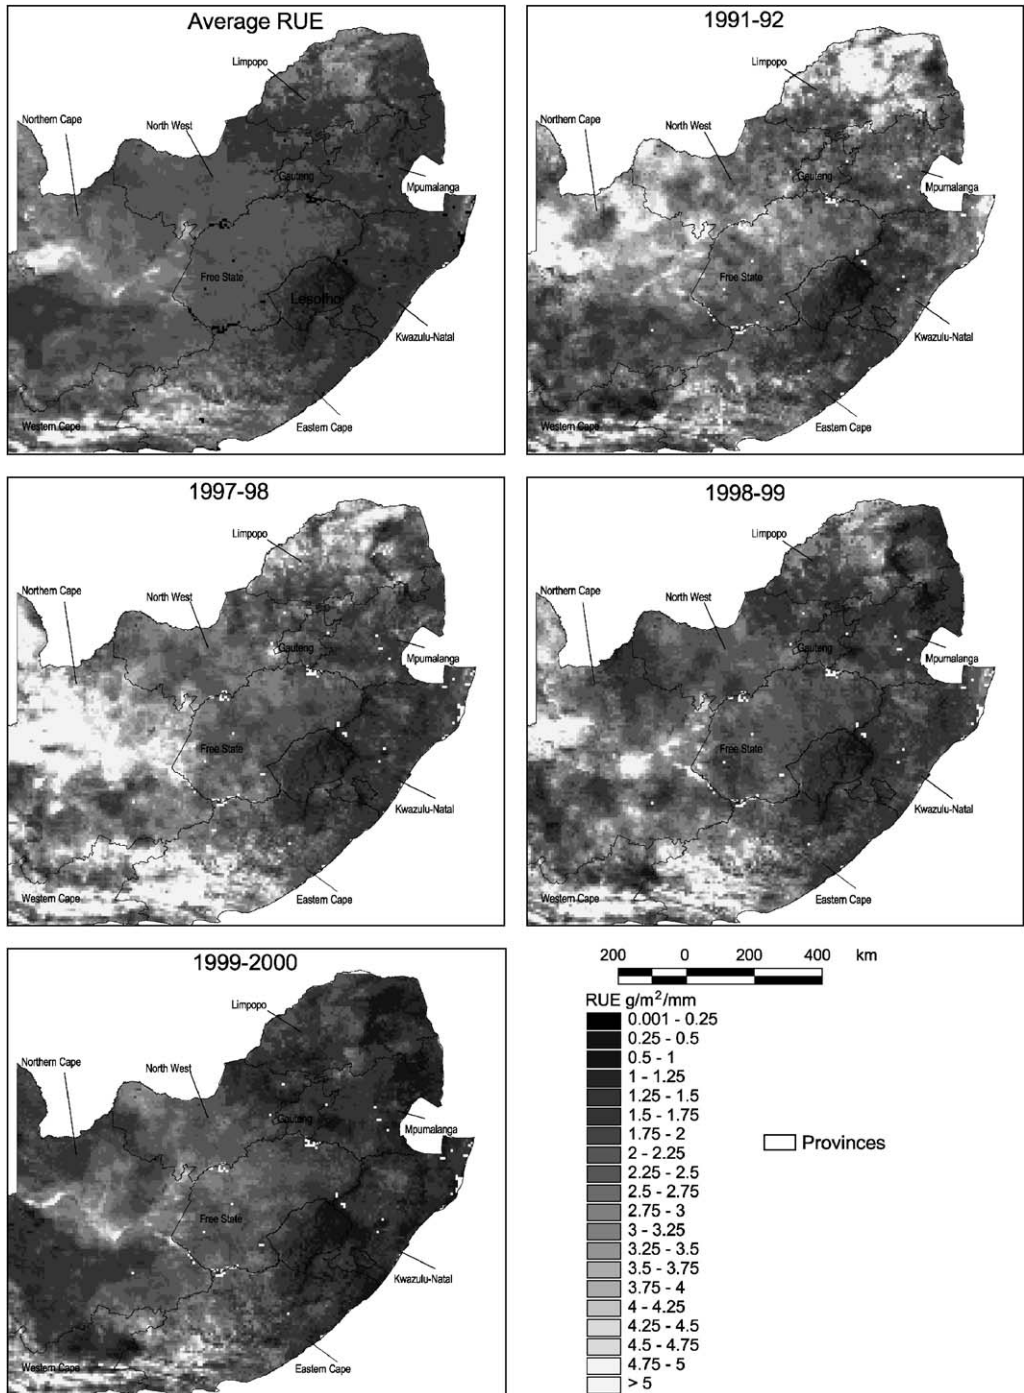 Average RUE
Limpopo
Northern Cape
North West
Gauteng
Mpumalanga
Free State
Lesotho
Kwazulu-Natal
Western Cape
Eastern Cape
1991-92
Limpopo
Northern Cape
North West
Gauteng
Mpumalanga
Free State
Kwazulu-Natal
Western Cape
Eastern Cape
1997-98
Limpopo
Northern Cape
North West
Gauteng
Mpumalanga
Free State
Kwazulu-Natal
Western Cape
Eastern Cape
1998-99
Limpopo
Northern Cape
North West
Gauteng
Mpumalanga
Free State
Kwazulu-Natal
Western Cape
Eastern Cape
1999-2000
Limpopo
Northern Cape
North West
Gauteng
Mpumalanga
Free State
Kwazulu-Natal
Western Cape
Eastern Cape
200 0 200 400 km
RUE g/m²/mm
0.001 - 0.25
0.25 - 0.5
0.5 - 1
1 - 1.25
1.25 - 1.5
1.5 - 1.75
1.75 - 2
2 - 2.25
2.25 - 2.5
2.5 - 2.75
2.75 - 3
3 - 3.25
3.25 - 3.5
3.5 - 3.75
3.75 - 4
4 - 4.25
4.25 - 4.5
4.5 - 4.75
4.75 - 5
> 5
Provinces